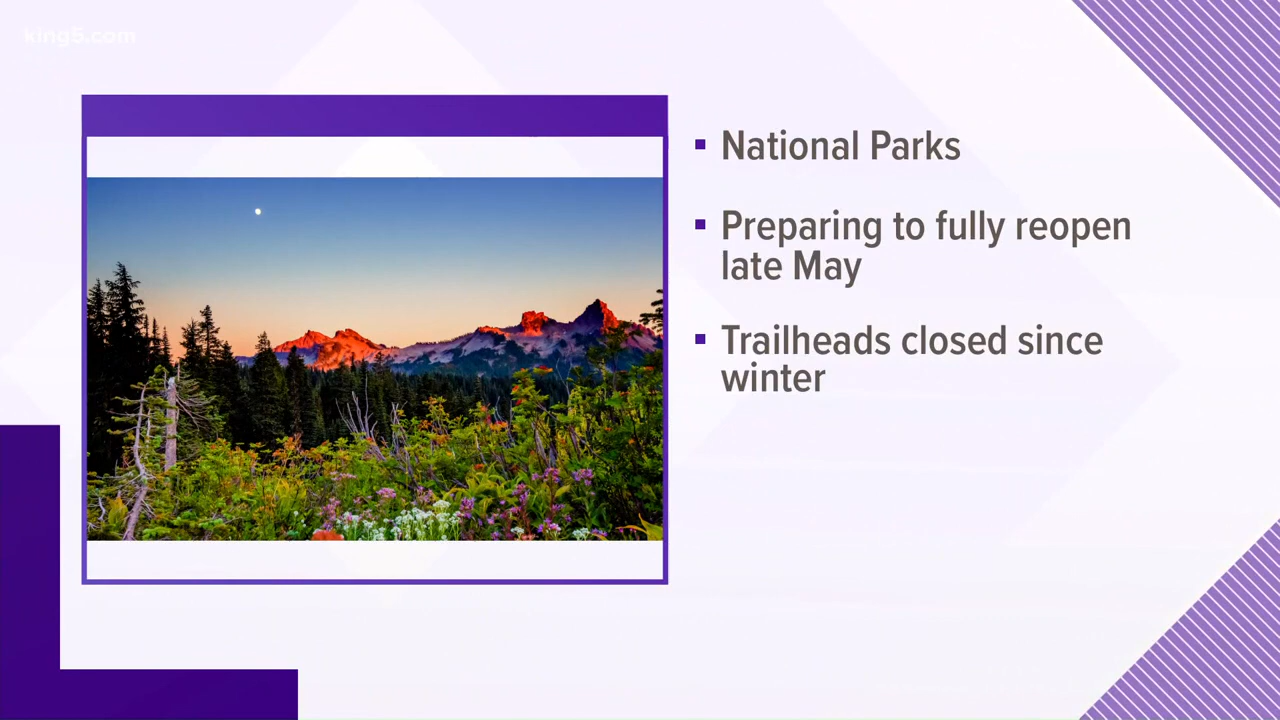 king5.com
National Parks
Preparing to fully reopen
late May
Trailheads closed since
winter